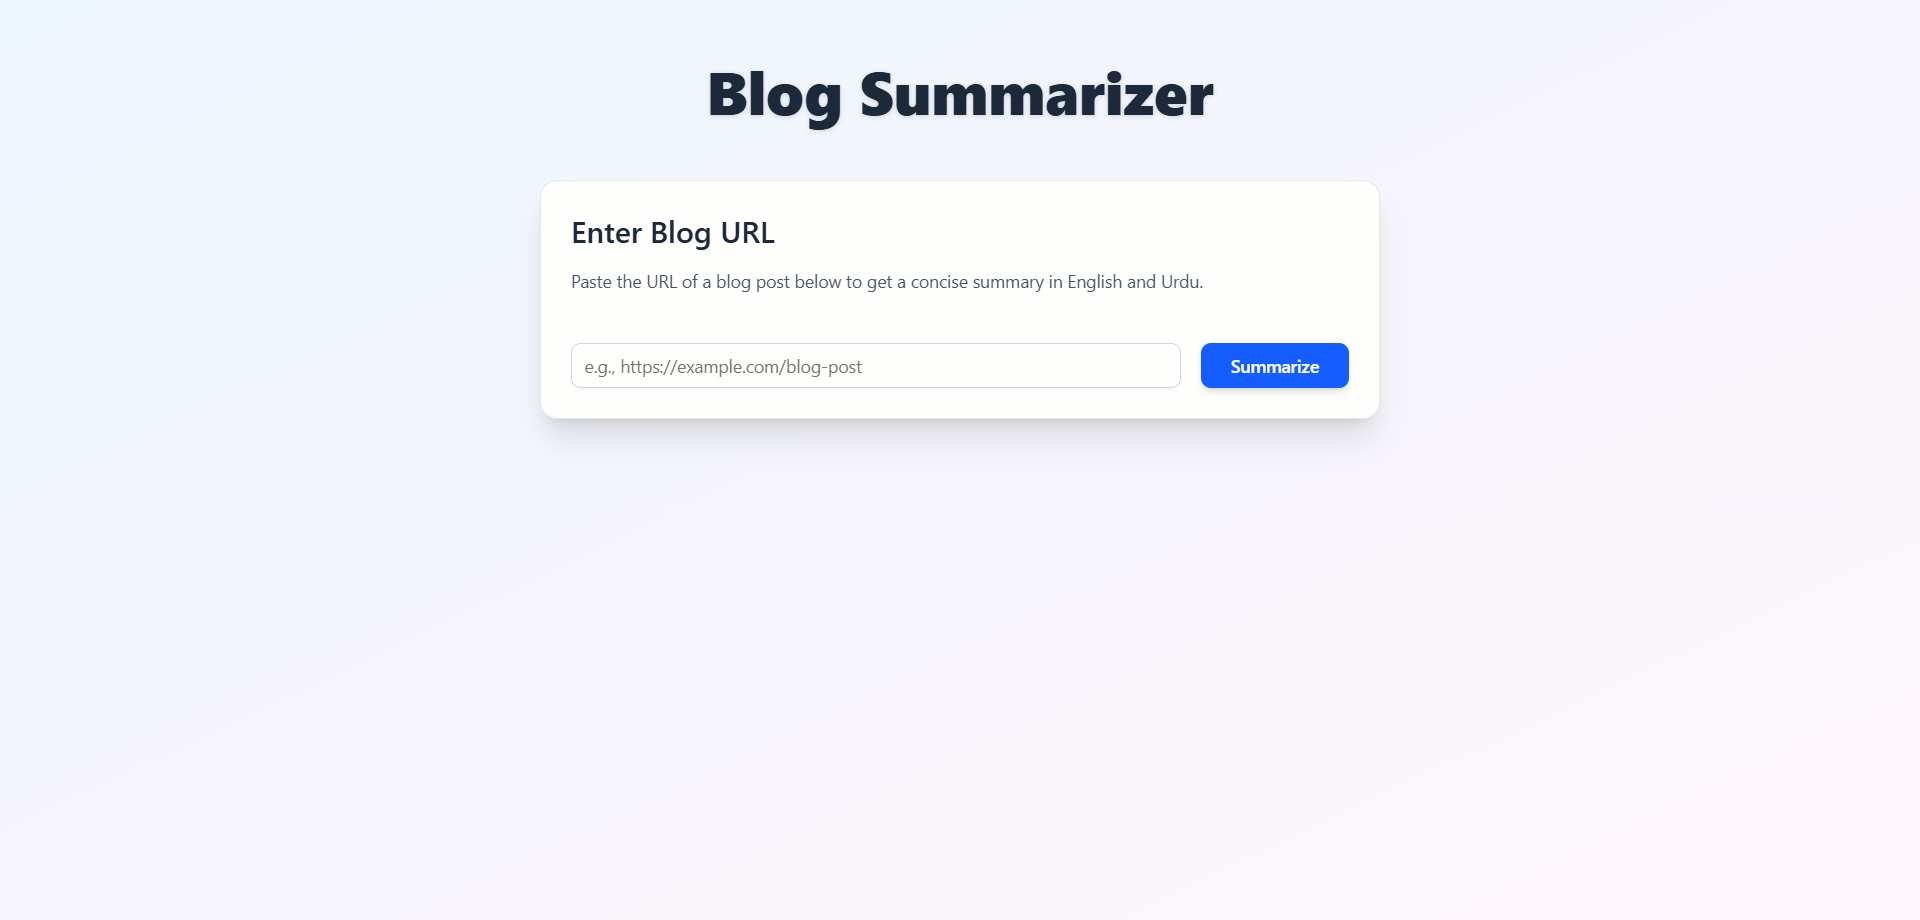 Blog Summarizer
Enter Blog URL
Paste the URL of a blog post below to get a concise summary in English and Urdu.
e.g., https://example.com/blog-post
Summarize